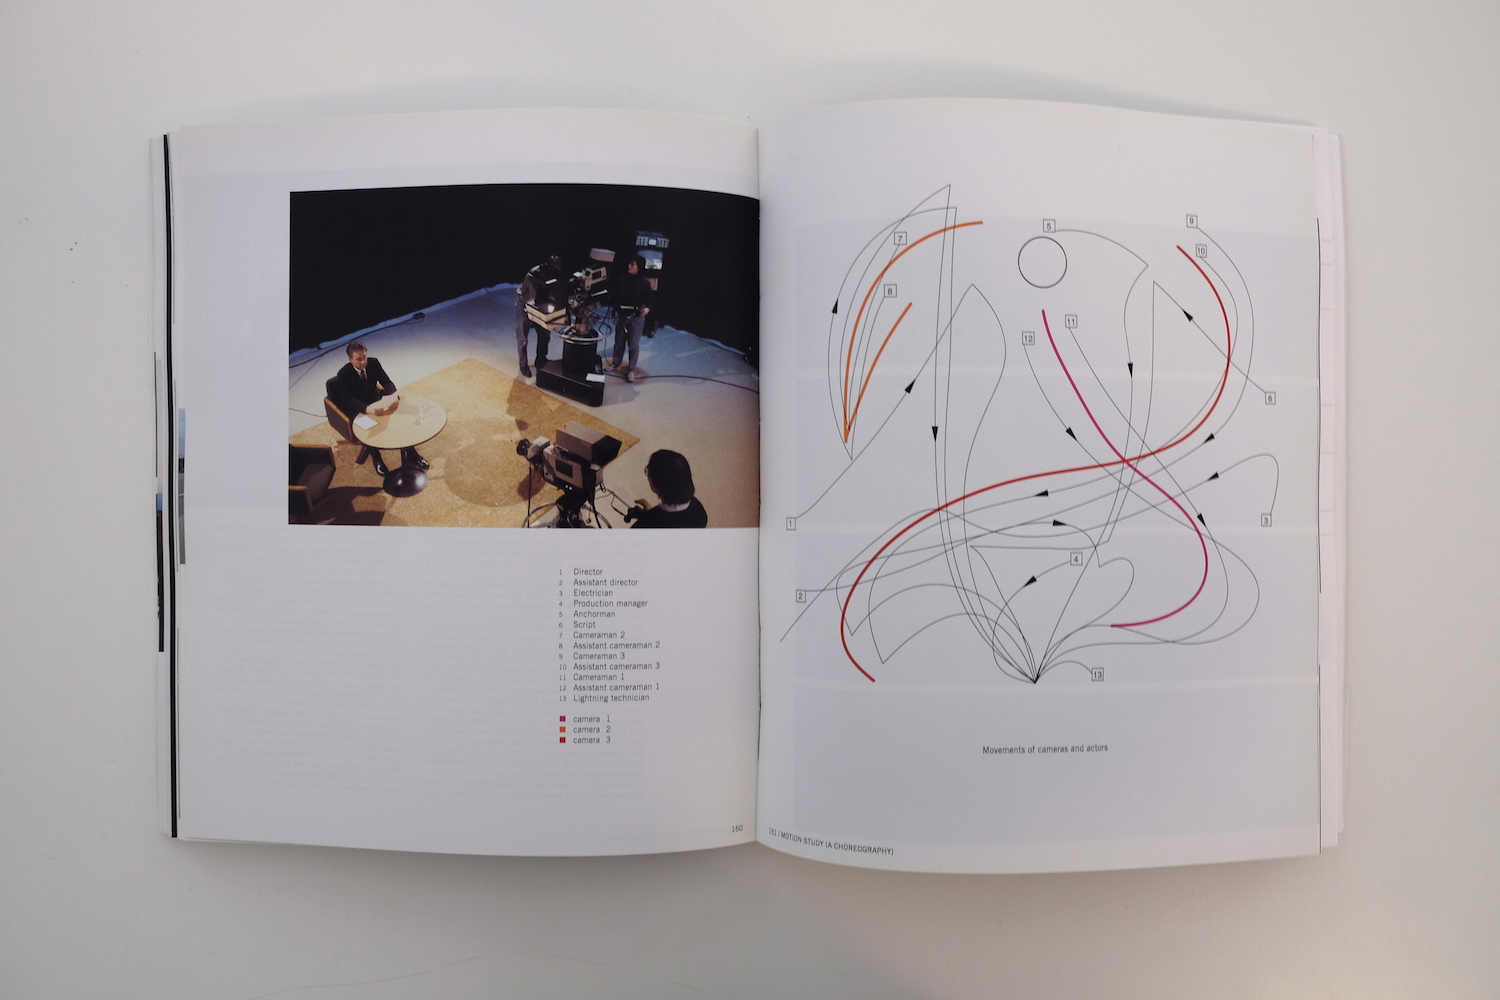 1 Director
2 Assistant director
3 Electrician
4 Production manager
5 Anchorman
6 Script
7 Cameraman 2
8 Assistant cameraman 2
9 Cameraman 3
10 Assistant cameraman 3
11 Cameraman 1
12 Assistant cameraman 1
13 Lightning technician
camera 1
camera 2
camera 3
150
9
5
7
10
8
11
12
6
1
3
4
2
13
Movements of cameras and actors
151 / MOTION STUDY (A CHOREOGRAPHY)